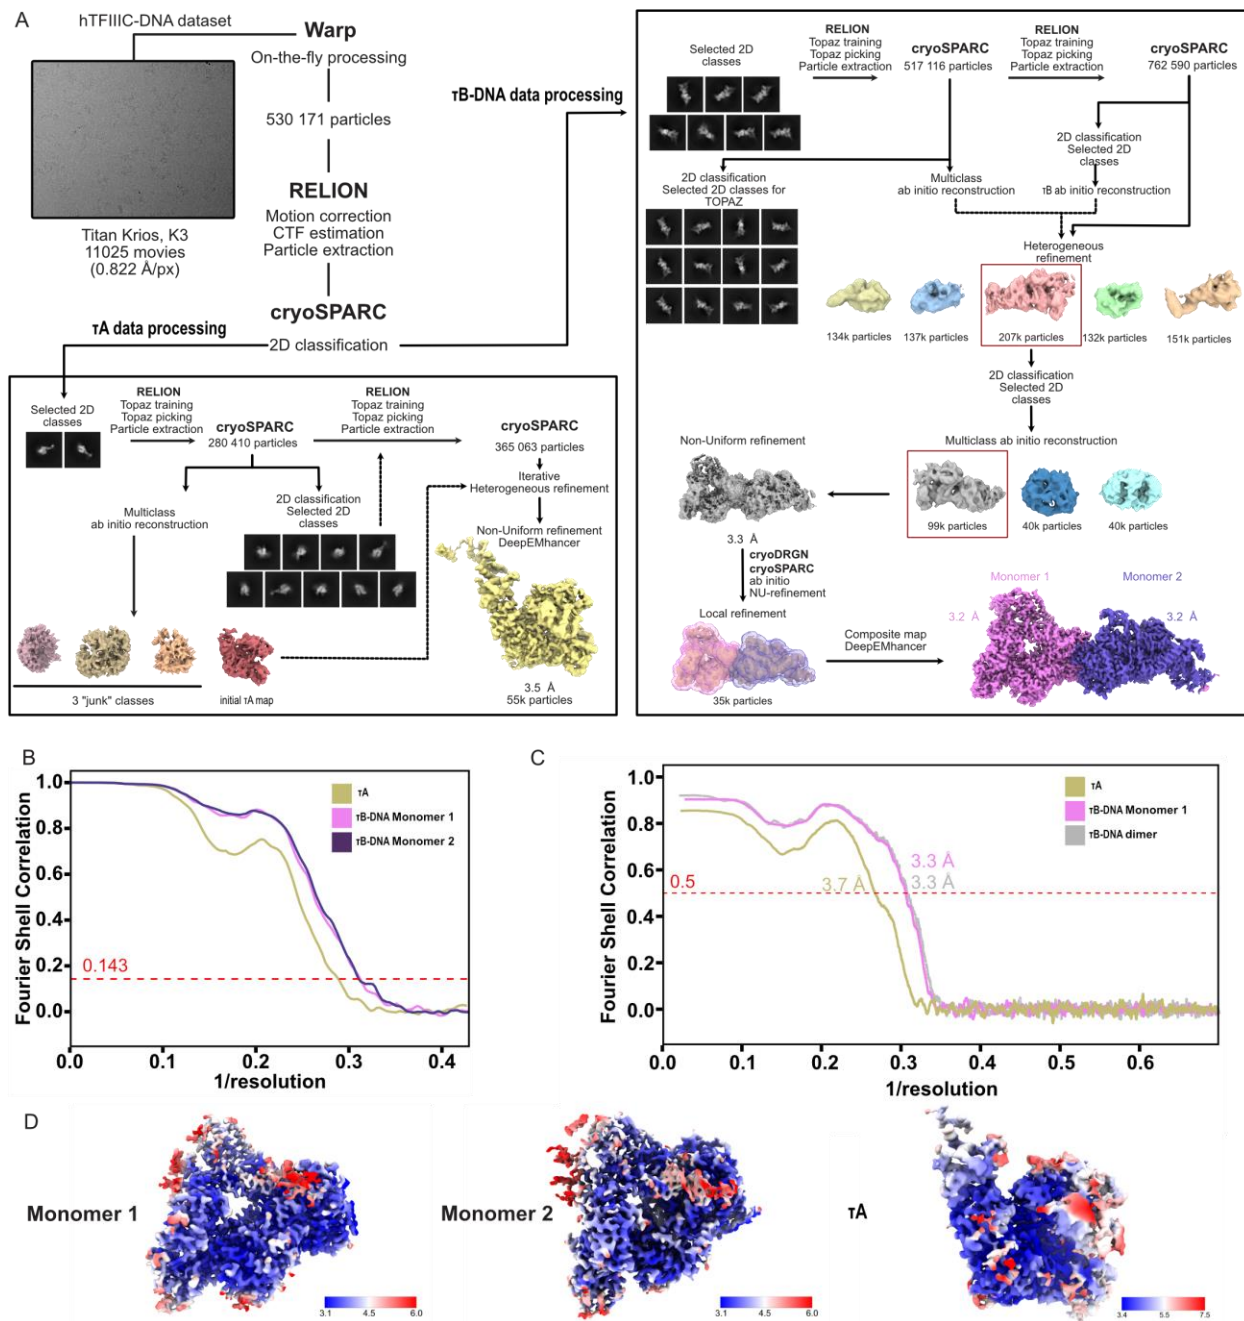 A
hTFIIIC-DNA dataset
Warp
On-the-fly processing
530 171 particles
RELION
Motion correction
CTF estimation
Particle extraction
Titan Krios, K3
11025 movies
(0.822 Å/px)
cryoSPARC
2D classification
τA data processing
τB-DNA data processing
Selected 2D
classes
RELION
Topaz training
Topaz picking
Particle extraction
cryoSPARC
280 410 particles
RELION
Topaz training
Topaz picking
Particle extraction
cryoSPARC
365 063 particles
Iterative
Heterogeneous refinement
Multiclass
ab initio reconstruction
2D classification
Selected 2D
classes
Non-Uniform refinement
DeepEMhancer
3 "junk" classes
initial τA map
3.5 Å
55k particles
Selected 2D
classes
RELION
Topaz training
Topaz picking
Particle extraction
cryoSPARC
517 116 particles
RELION
Topaz training
Topaz picking
Particle extraction
cryoSPARC
762 590 particles
2D classification
Selected 2D
classes
2D classification
Selected 2D classes for
TOPAZ
Multiclass
ab initio reconstruction
τB ab initio reconstruction
Heterogeneous
refinement
134k particles
137k particles
207k particles
132k particles
151k particles
2D classification
Selected 2D
classes
Multiclass ab initio reconstruction
Non-Uniform refinement
99k particles
40k particles
40k particles
3.3 Å
cryoDRGN
cryoSPARC
ab initio
NU-refinement
Local refinement
35k particles
Composite map
DeepEMhancer
Monomer 1
Monomer 2
3.2 Å
3.2 Å
B
Fourier Shell Correlation
1.0
0.8
0.6
0.4
0.2
0.0
0.143
τA
τB-DNA Monomer 1
τB-DNA Monomer 2
0.0
0.1
0.2
0.3
0.4
1/resolution
C
Fourier Shell Correlation
1.0
0.8
0.6
0.4
0.2
0.0
0.5
τA
τB-DNA Monomer 1
τB-DNA dimer
3.7 Å
3.3 Å
3.3 Å
0.0
0.1
0.2
0.3
0.4
0.5
0.6
1/resolution
D
Monomer 1
3.1
4.5
6.0
Monomer 2
3.1
4.5
6.0
τA
3.4
5.5
7.5